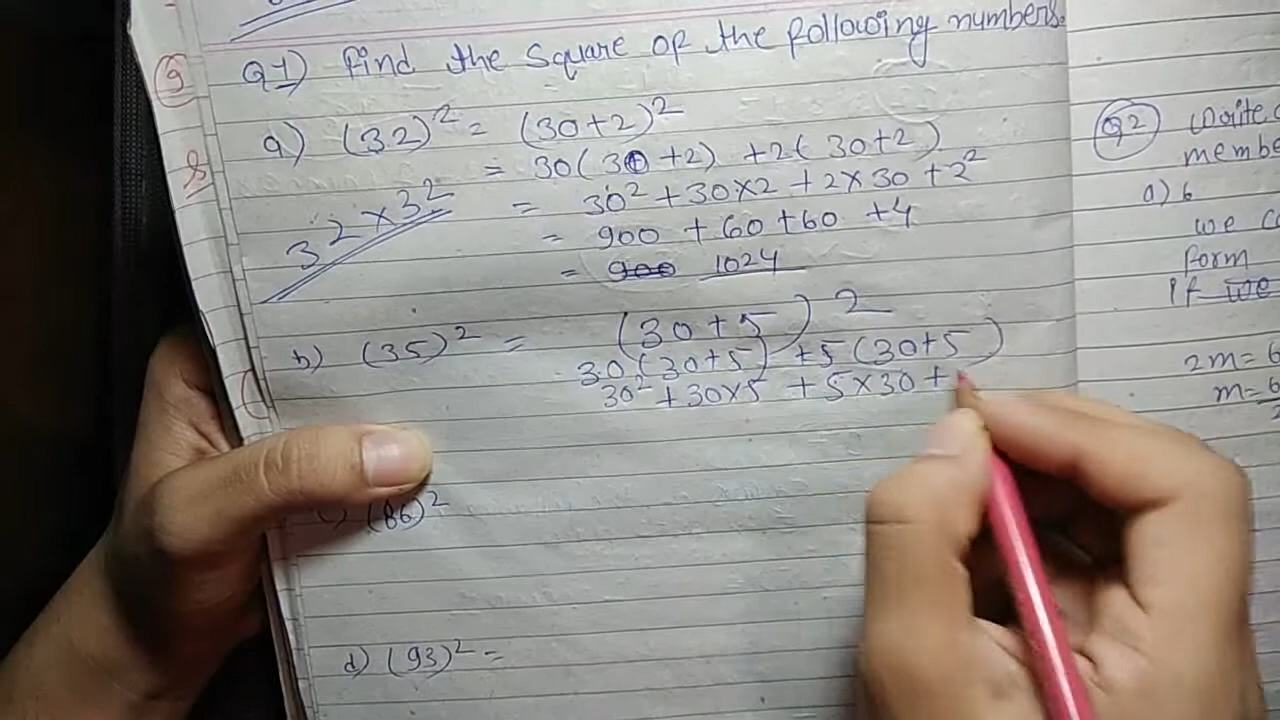 Q1) Find the square of the following numbers.
a) (32)² = (30+2)²
= 30(30+2) +2(30+2)
= 30² + 30×2 + 2×30 + 2²
32×32
= 900 + 60 + 60 + 4
= 900 1024
b) (35)² = (30+5)²
30(30+5) +5(30+5)
30² + 30×5 + 5×30 +
(86)²
d) (93)² =
Q2 write
membe
a) 6
we c
form
If we
2m = 6
m = 6